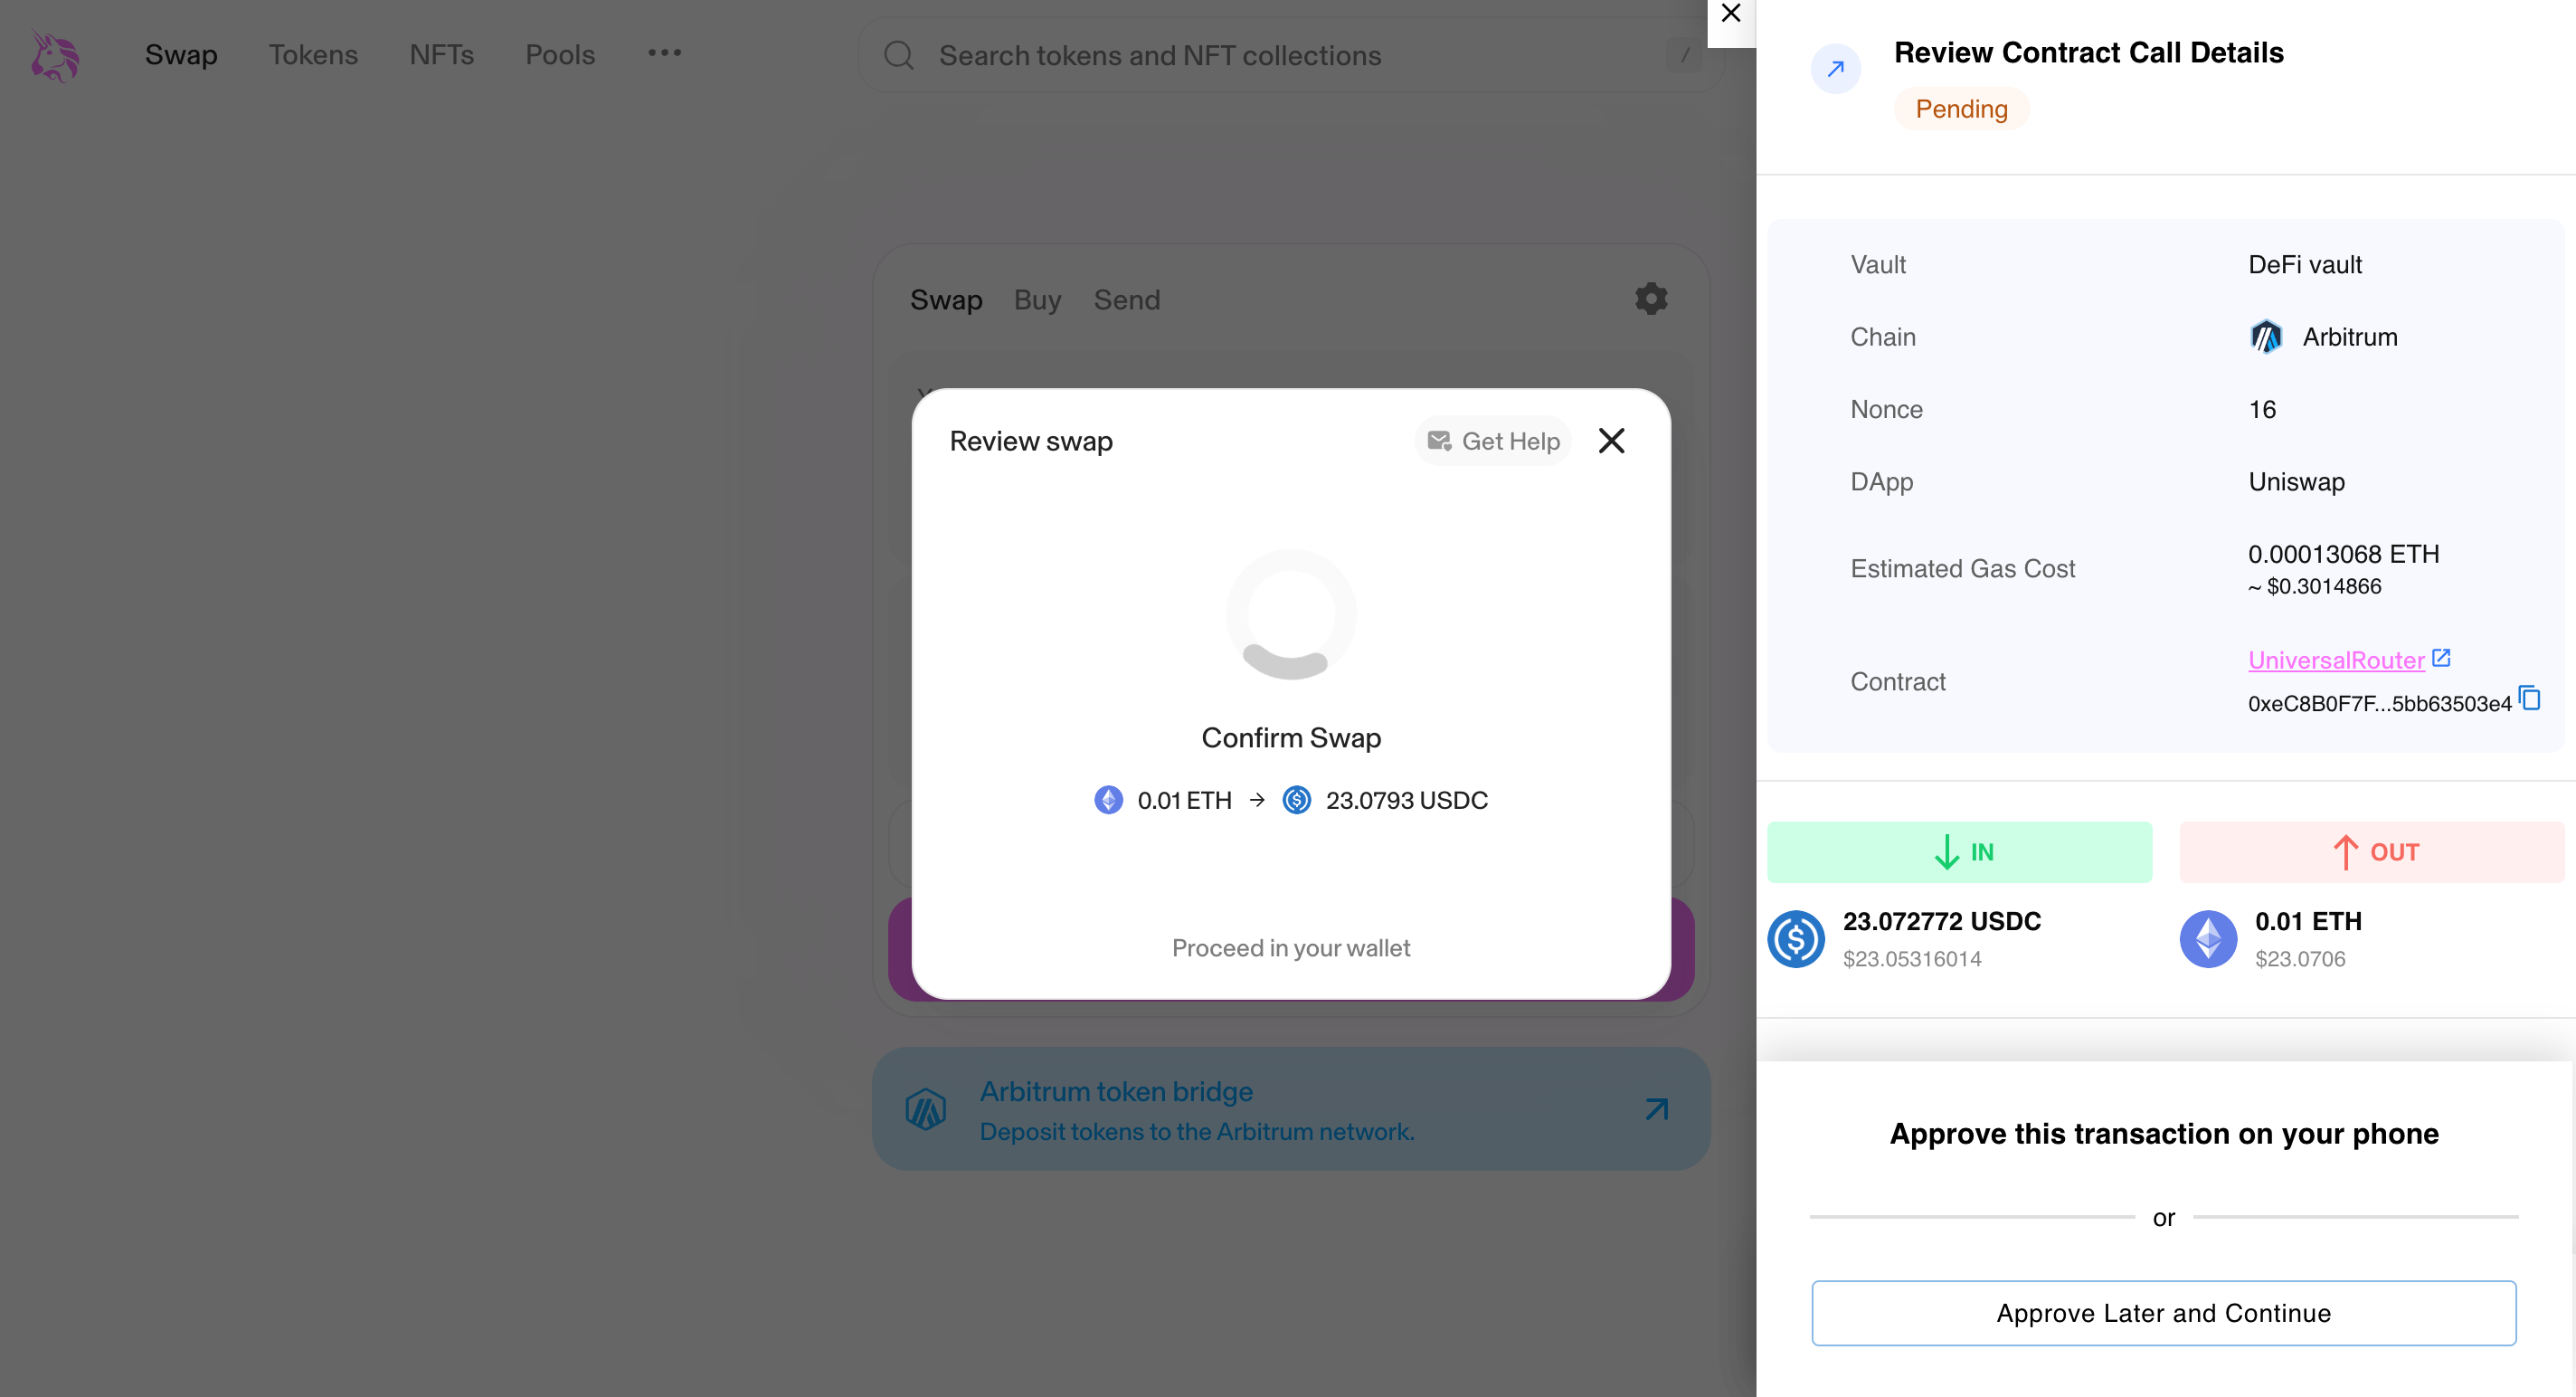 Swap Tokens NFTs Pools •••
Search tokens and NFT collections /
Swap Buy Send
Review swap Get Help
Confirm Swap
0.01 ETH → 23.0793 USDC
Proceed in your wallet
Arbitrum token bridge
Deposit tokens to the Arbitrum network.
Review Contract Call Details
Pending
Vault DeFi vault
Chain Arbitrum
Nonce 16
DApp Uniswap
Estimated Gas Cost 0.00013068 ETH
~ $0.3014866
Contract UniversalRouter
0xeC8B0F7F...5bb63503e4
IN OUT
23.072772 USDC 0.01 ETH
$23.05316014 $23.0706
Approve this transaction on your phone
or
Approve Later and Continue